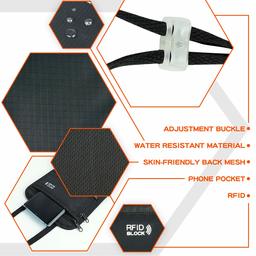 ADJUSTMENT BUCKLE
WATER RESISTANT MATERIAL
SKIN-FRIENDLY BACK MESH
PHONE POCKET
RFID
RFID
BLOCK